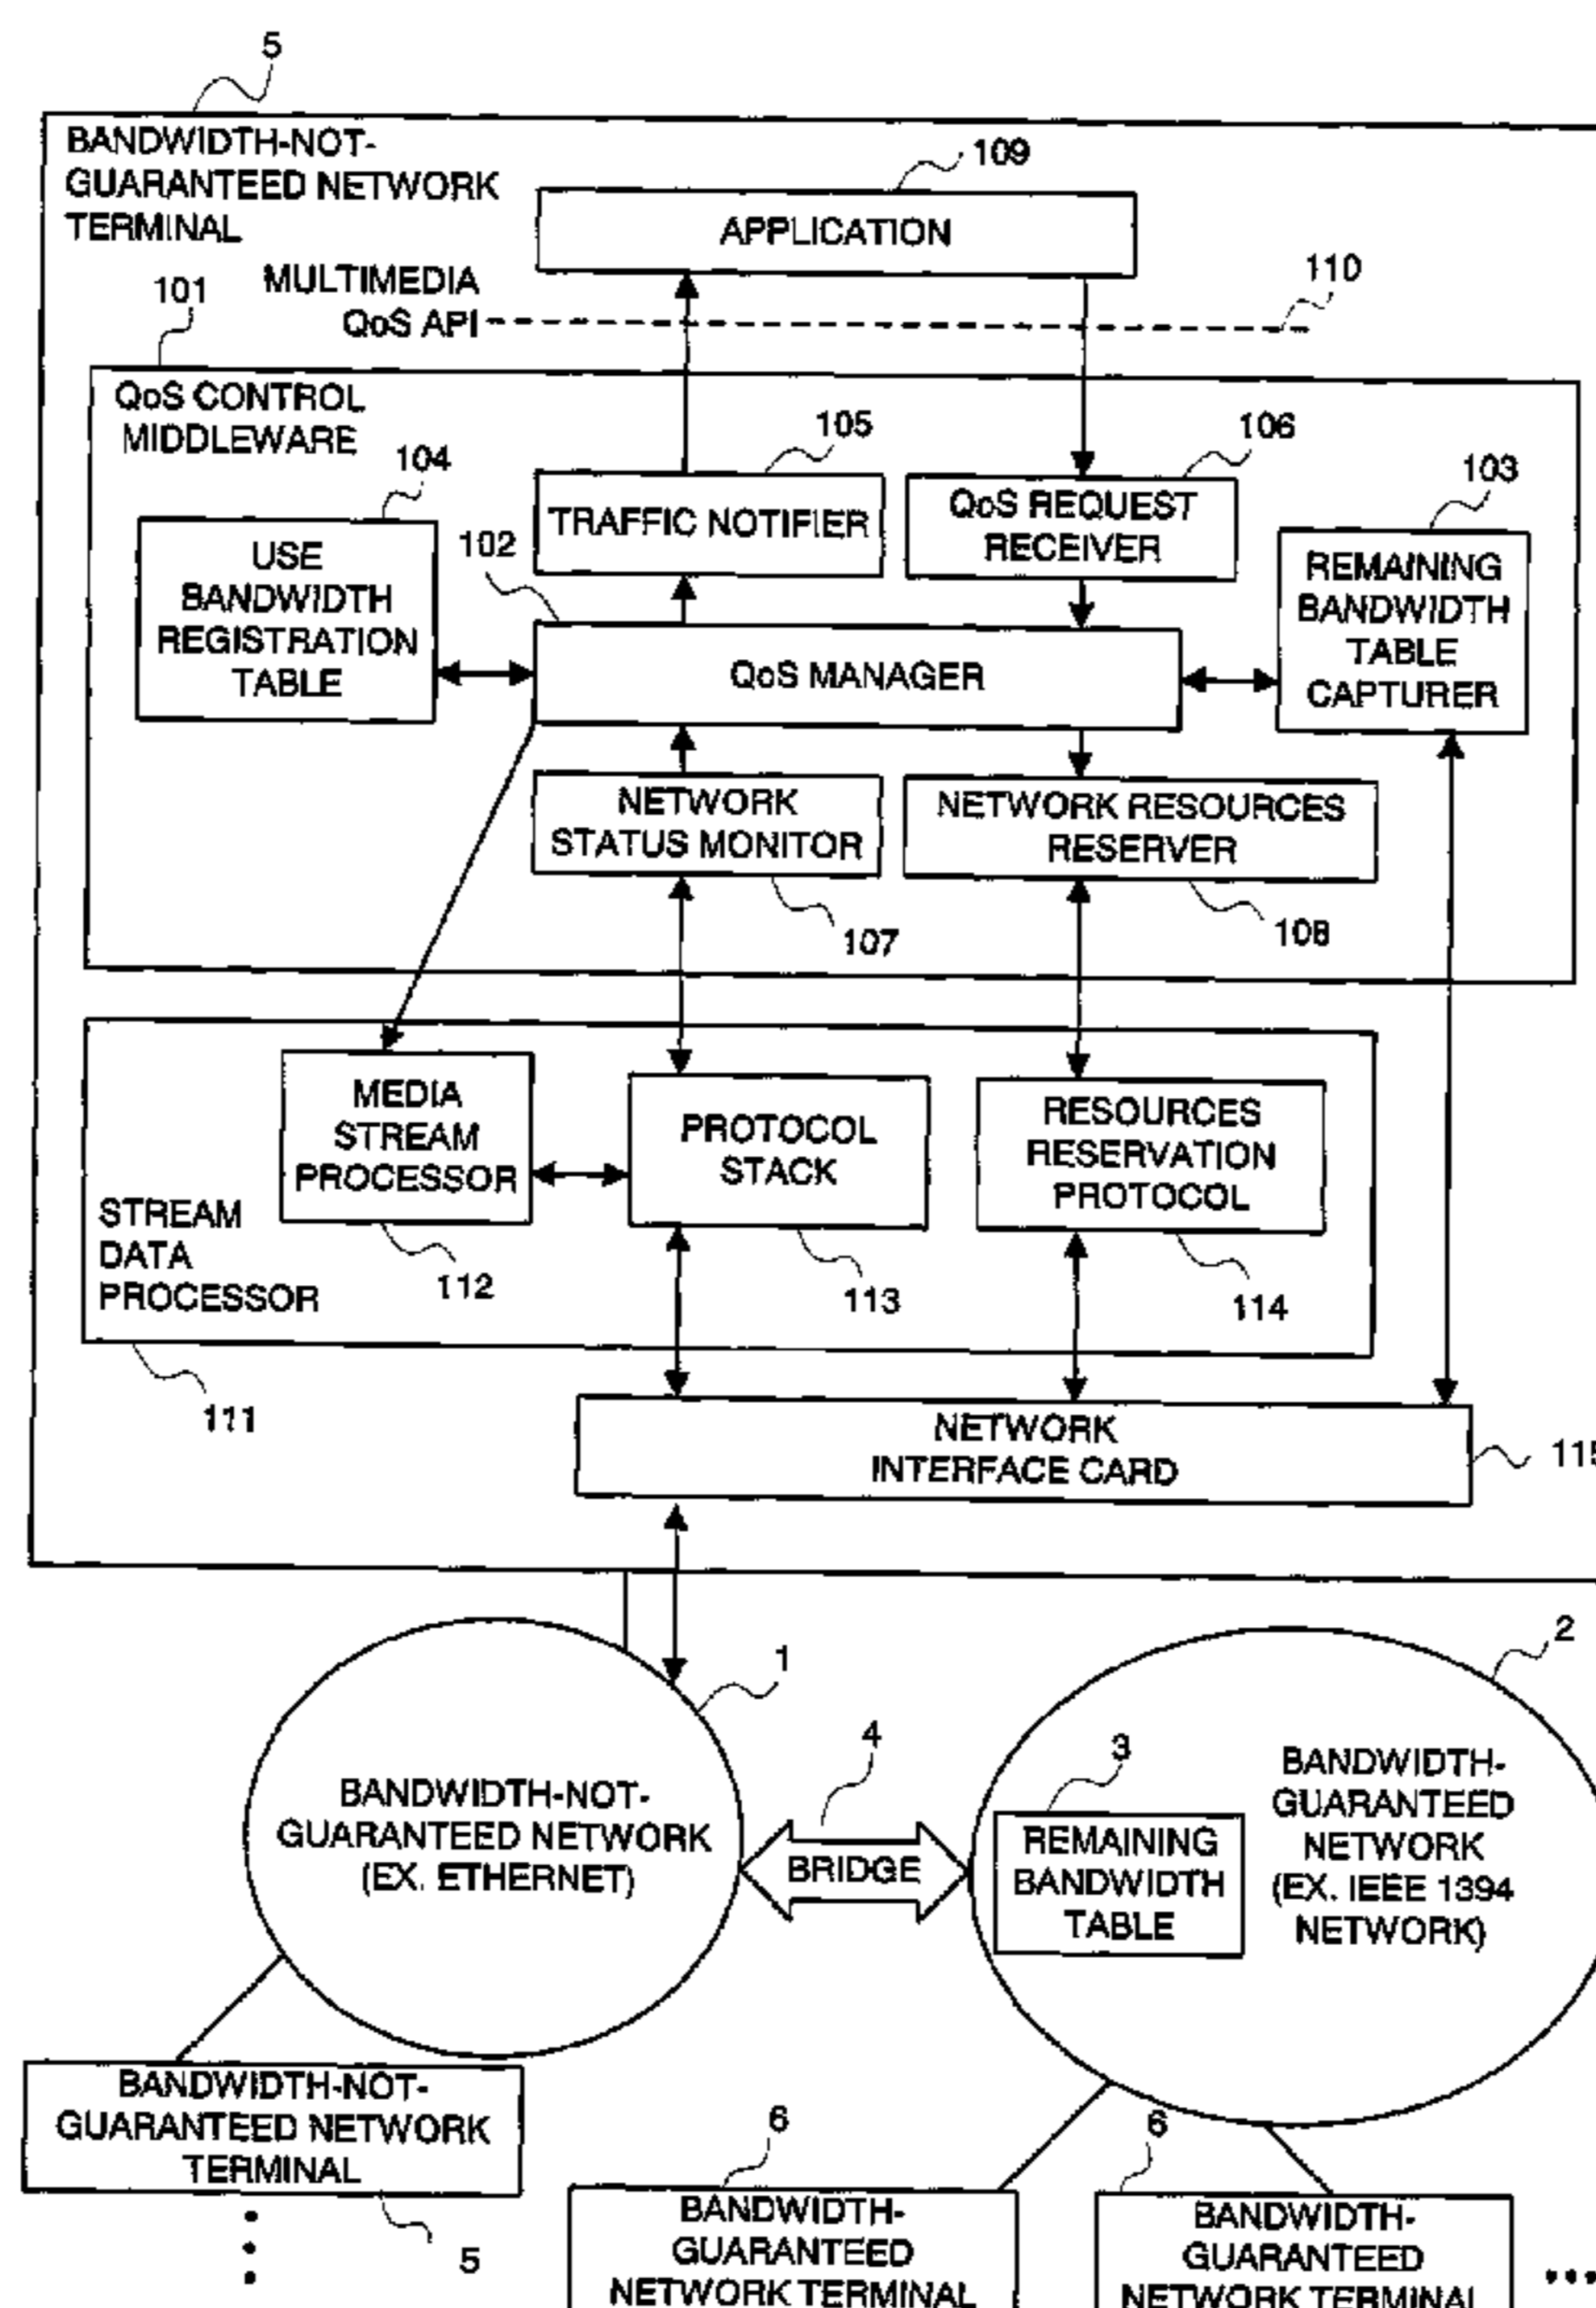 5
BANDWIDTH-NOT-
GUARANTEED NETWORK
TERMINAL
109
APPLICATION
MULTIMEDIA
QoS API
110
101
QoS CONTROL
MIDDLEWARE
104
USE
BANDWIDTH
REGISTRATION
TABLE
105
TRAFFIC NOTIFIER
106
QoS REQUEST
RECEIVER
103
REMAINING
BANDWIDTH
TABLE
CAPTURER
102
QoS MANAGER
NETWORK
STATUS MONITOR
107
NETWORK RESOURCES
RESERVER
108
MEDIA
STREAM
PROCESSOR
112
PROTOCOL
STACK
113
RESOURCES
RESERVATION
PROTOCOL
114
STREAM
DATA
PROCESSOR
111
NETWORK
INTERFACE CARD
115
1
BANDWIDTH-NOT-
GUARANTEED NETWORK
(EX. ETHERNET)
4
BRIDGE
2
3
REMAINING
BANDWIDTH
TABLE
BANDWIDTH-
GUARANTEED
NETWORK
(EX. IEEE 1394
NETWORK)
BANDWIDTH-NOT-
GUARANTEED NETWORK
TERMINAL
5
6
BANDWIDTH-
GUARANTEED
NETWORK TERMINAL
6
BANDWIDTH-
GUARANTEED
NETWORK TERMINAL